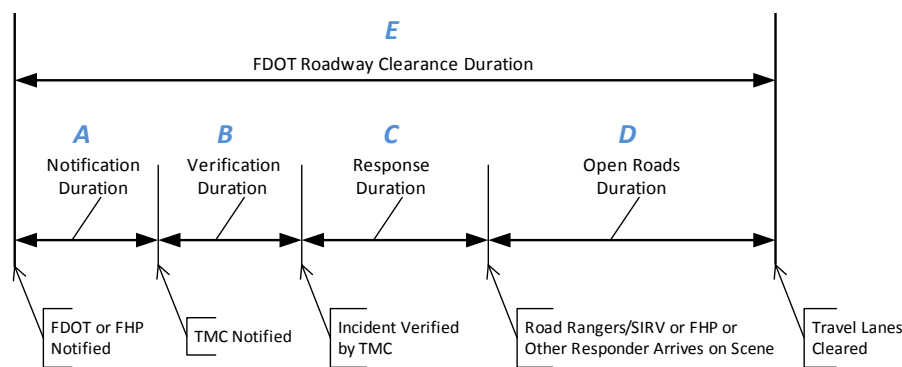 E
FDOT Roadway Clearance Duration
A
B
C
D
Notification
Duration
Verification
Duration
Response
Duration
Open Roads
Duration
FDOT or FHP
Notified
TMC Notified
Incident Verified
by TMC
Road Rangers/SIRV or FHP or
Other Responder Arrives on Scene
Travel Lanes
Cleared